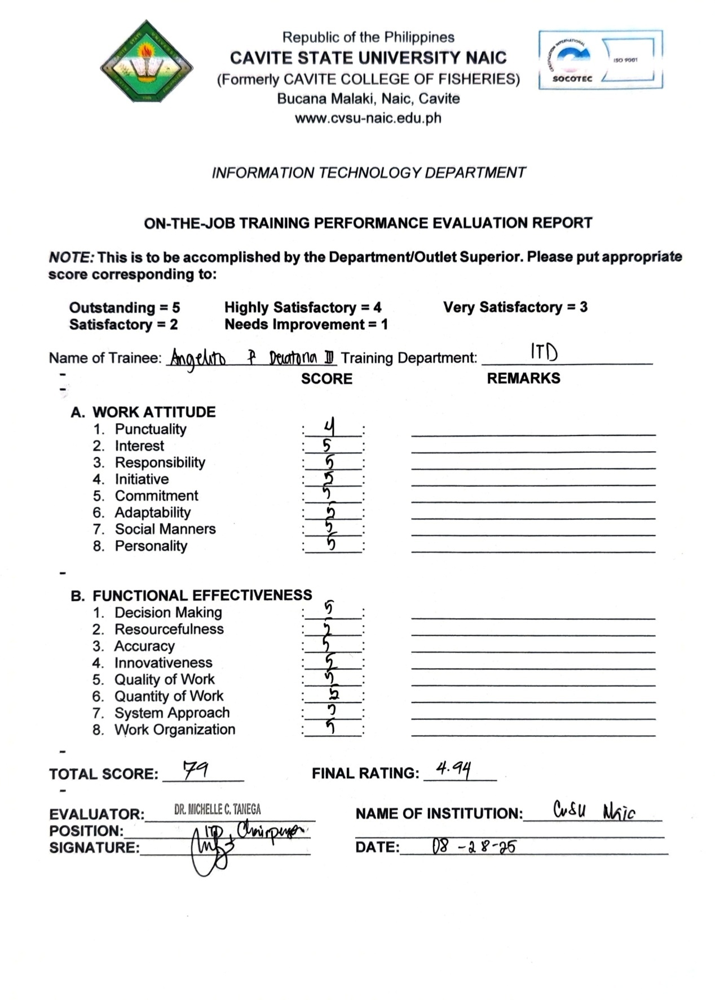 Republic of the Philippines
CAVITE STATE UNIVERSITY NAIC
(Formerly CAVITE COLLEGE OF FISHERIES)
Bucana Malaki, Naic, Cavite
www.cvsu-naic.edu.ph
CERTIFICATION INTERNATIONAL
SOCOTEC
ISO 9001
INFORMATION TECHNOLOGY DEPARTMENT
ON-THE-JOB TRAINING PERFORMANCE EVALUATION REPORT
NOTE: This is to be accomplished by the Department/Outlet Superior. Please put appropriate
score corresponding to:
Outstanding = 5 Highly Satisfactory = 4 Very Satisfactory = 3
Satisfactory = 2 Needs Improvement = 1
Name of Trainee: Angelito P III Training Department: ITD
- SCORE REMARKS
-
A. WORK ATTITUDE
1. Punctuality : 4 :
2. Interest : 5 :
3. Responsibility : 5 :
4. Initiative : 5 :
5. Commitment : 5 :
6. Adaptability : 5 :
7. Social Manners : 5 :
8. Personality : 5 :
-
B. FUNCTIONAL EFFECTIVENESS
1. Decision Making : 5 :
2. Resourcefulness : 5 :
3. Accuracy : 5 :
4. Innovativeness : 5 :
5. Quality of Work : 5 :
6. Quantity of Work : 5 :
7. System Approach : 5 :
8. Work Organization : 5 :
-
TOTAL SCORE: 79 FINAL RATING: 4.94
-
EVALUATOR: DR. MICHELLE C. TANEGA NAME OF INSTITUTION: CvSU Naic
POSITION: ITD, Chairperson
SIGNATURE: DATE: 08-28-25